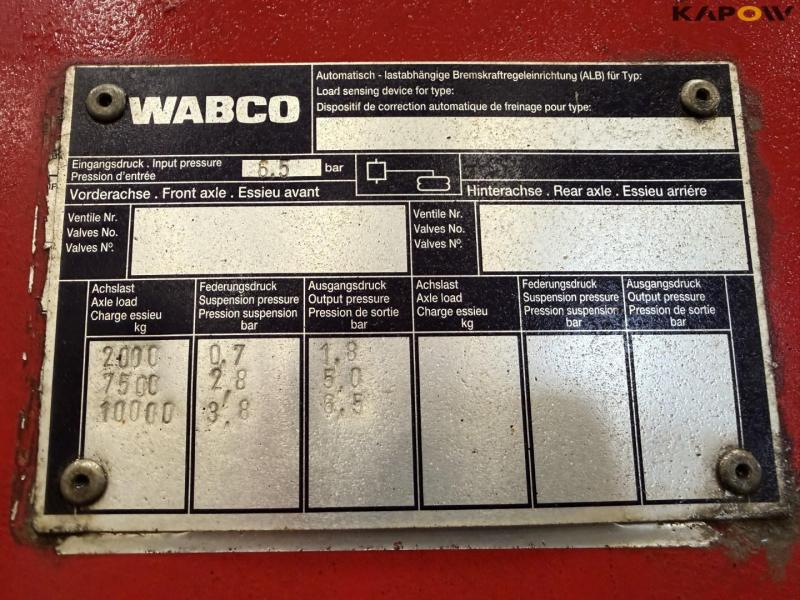 KAPOW
WABCO
Automatisch - lastabhängige Bremskraftregeleinrichtung (ALB) für Typ:
Load sensing device for type:
Dispositif de correction automatique de freinage pour type:
Eingangsdruck . Input pressure
Pression d'entrée
6.5 bar
Vorderachse . Front axle . Essieu avant
Hinterachse . Rear axle . Essieu arriére
Ventile Nr.
Valves No.
Valves Nº.
Ventile Nr.
Valves No.
Valves Nº.
Achslast
Axle load
Charge essieu
kg
Federungsdruck
Suspension pressure
Pression suspension
bar
Ausgangsdruck
Output pressure
Pression de sortie
bar
Achslast
Axle load
Charge essieu
kg
Federungsdruck
Suspension pressure
Pression suspension
bar
Ausgangsdruck
Output pressure
Pression de sortie
bar
2000 0,7 1,8
7500 2,8 5,0
10000 3,8 6,5